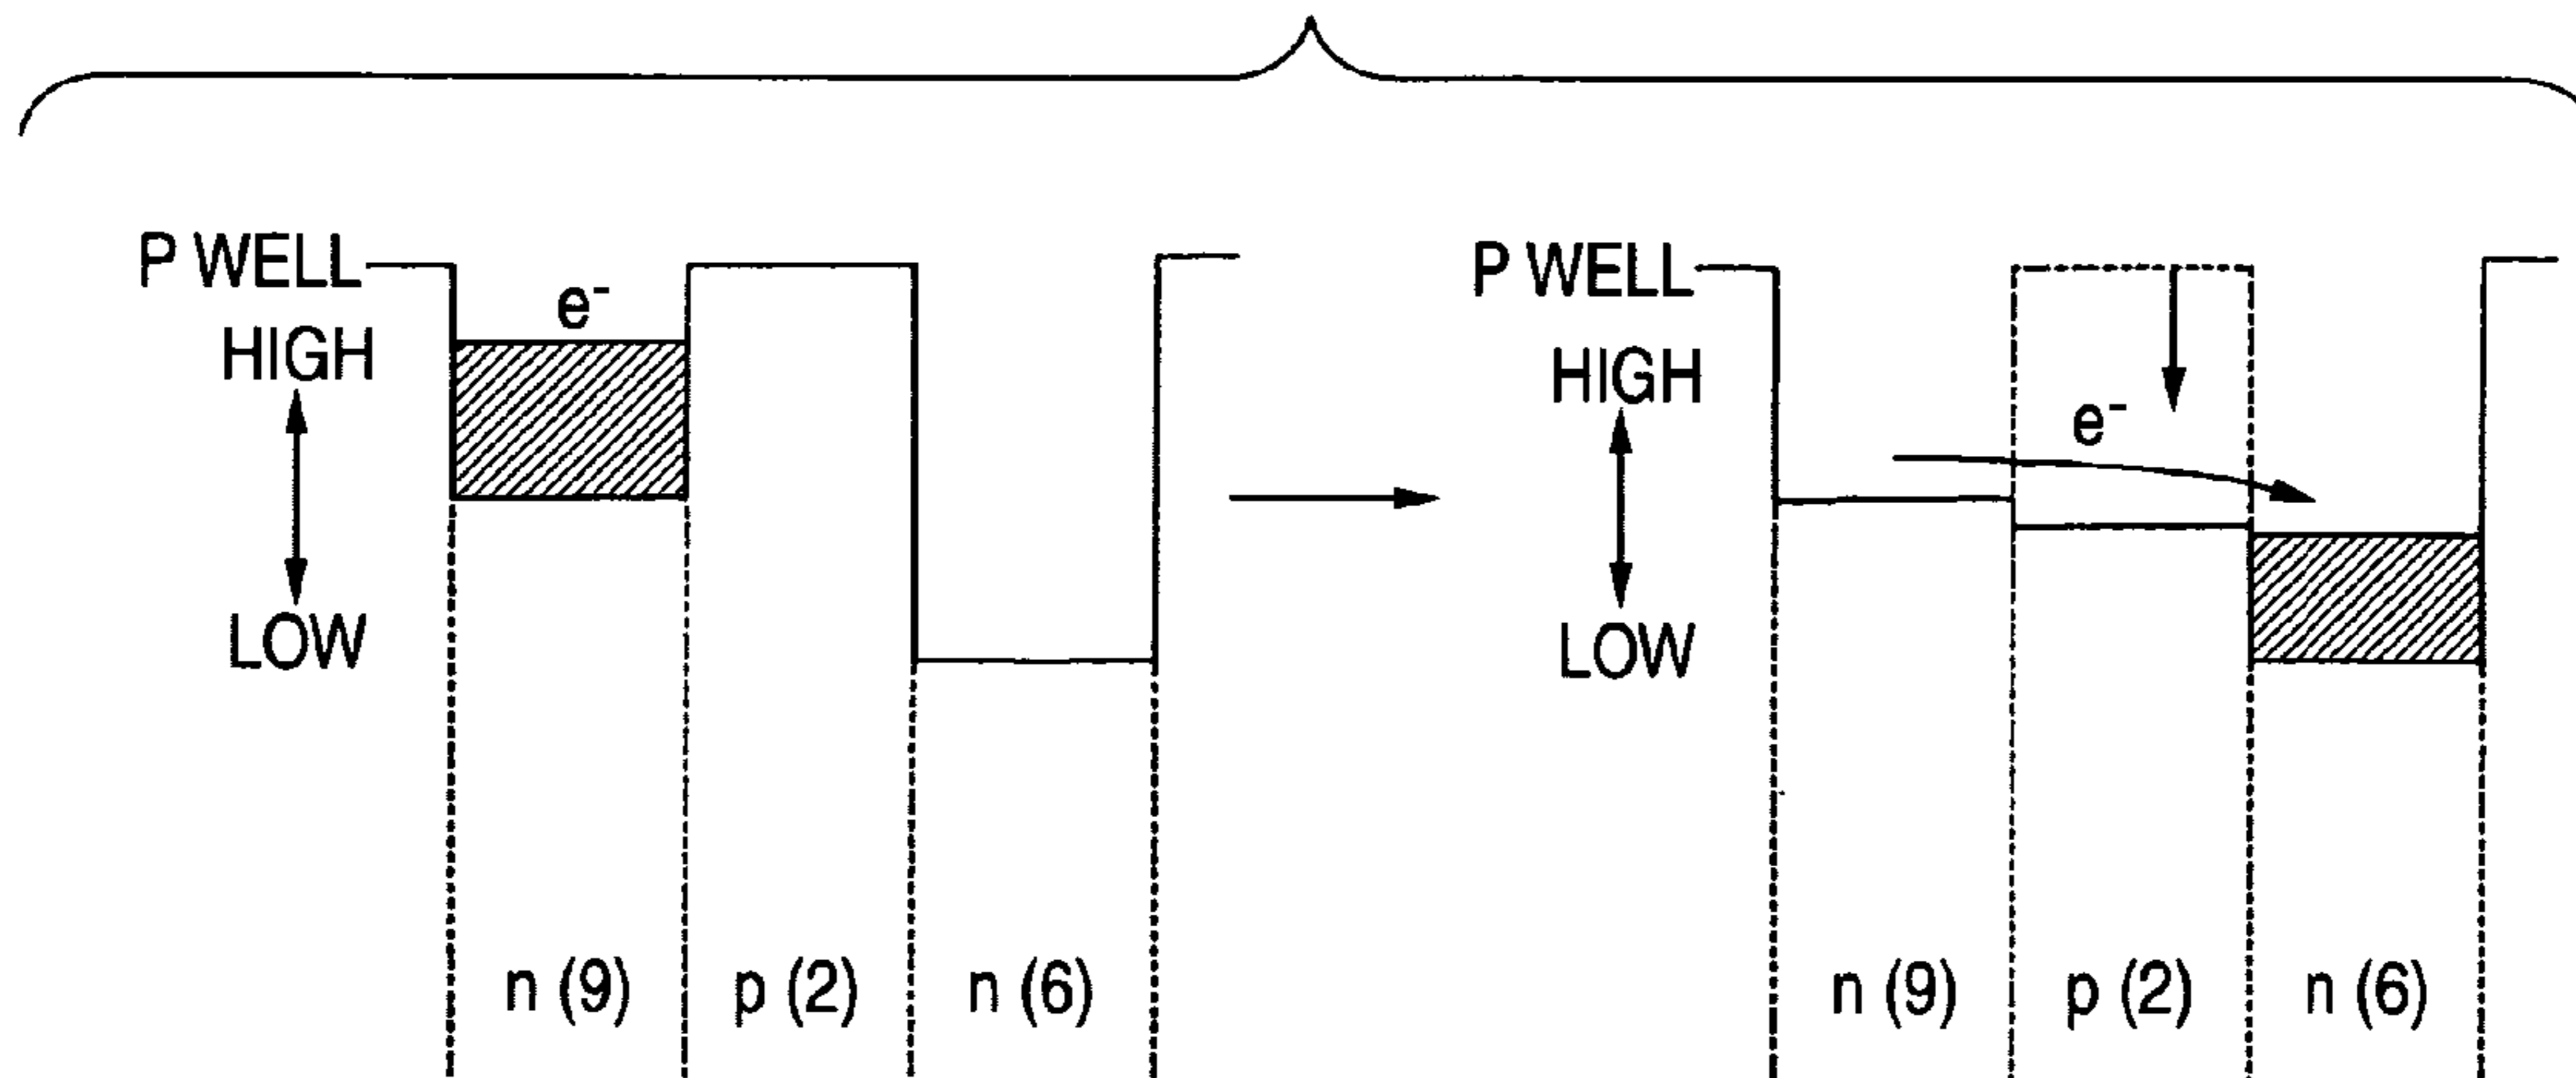 P WELL
e-
HIGH
LOW
n (9) p (2) n (6)
P WELL
HIGH
e-
LOW
n (9) p (2) n (6)